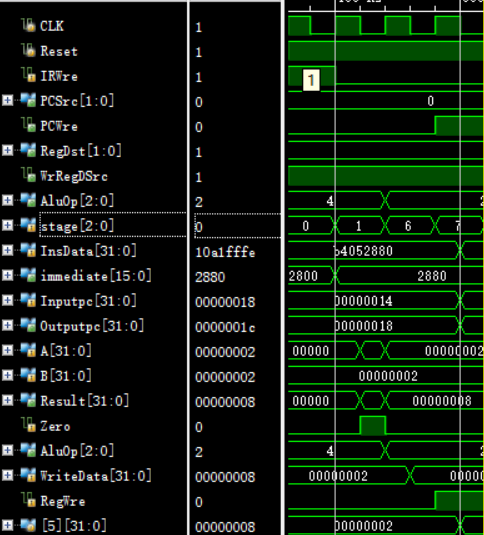 CLK 1
Reset 1
IRWre 1 1
PCSrc[1:0] 0 0
PCWre 0
RegDst[1:0] 1
WrRegDSrc 1
AluOp[2:0] 2 4 2
stage[2:0] 0 0 1 6 7
InsData[31:0] 10a1fffe b4052880
immediate[15:0] 2880 2800 2880
Inputpc[31:0] 00000018 00000014
Outputpc[31:0] 0000001c 00000018
A[31:0] 00000002 00000 00000002
B[31:0] 00000002 00000002
Result[31:0] 00000008 00000 00000008
Zero 0
AluOp[2:0] 2 4 2
WriteData[31:0] 00000008 00000002 00000
RegWre 0
[5][31:0] 00000008 00000002